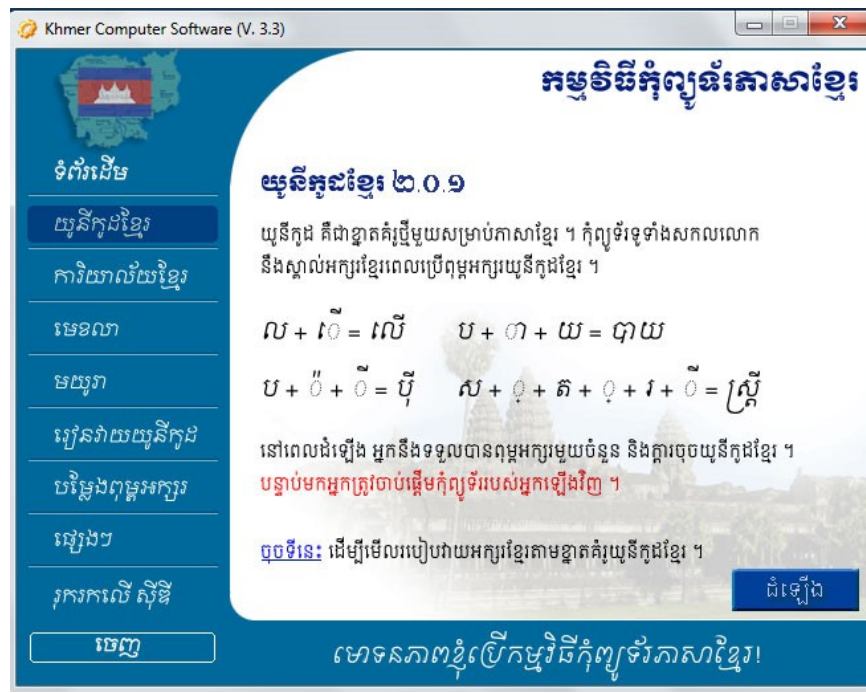 Khmer Computer Software (V. 3.3)
កម្មវិធីកុំព្យូទ័រភាសាខ្មែរ
ទំព័រដើម
យូនីកូដខ្មែរ
ការិយាល័យខ្មែរ
មេខលា
មយូរា
រៀនវាយយូនីកូដ
បម្លែងពុម្ពអក្សរ
ផ្សេងៗ
រុករកលើ ស៊ីឌី
ចេញ
យូនីកូដខ្មែរ ២.០.១
យូនីកូដ គឺជាខ្នាតគំរូថ្មីមួយសម្រាប់ភាសាខ្មែរ ។ កុំព្យូទ័រទូទាំងសកលលោក
នឹងស្គាល់អក្សរខ្មែរពេលប្រើពុម្ពអក្សរយូនីកូដខ្មែរ ។
ល + ើ = លើ ប + ា + យ = បាយ
ប + ៉ + ី = ប៉ី ស + ្ + ត + ្ + រ + ី = ស្ត្រី
នៅពេលដំឡើង អ្នកនឹងទទួលបានពុម្ពអក្សរមួយចំនួន និងក្ដារចុចយូនីកូដខ្មែរ ។
បន្ទាប់មកអ្នកត្រូវចាប់ផ្ដើមកុំព្យូទ័ររបស់អ្នកឡើងវិញ ។
ចុចទីនេះ ដើម្បីមើលរបៀបវាយអក្សរខ្មែរតាមខ្នាតគំរូយូនីកូដខ្មែរ ។
ដំឡើង
មោទនភាពខ្ញុំប្រើកម្មវិធីកុំព្យូទ័រភាសាខ្មែរ!